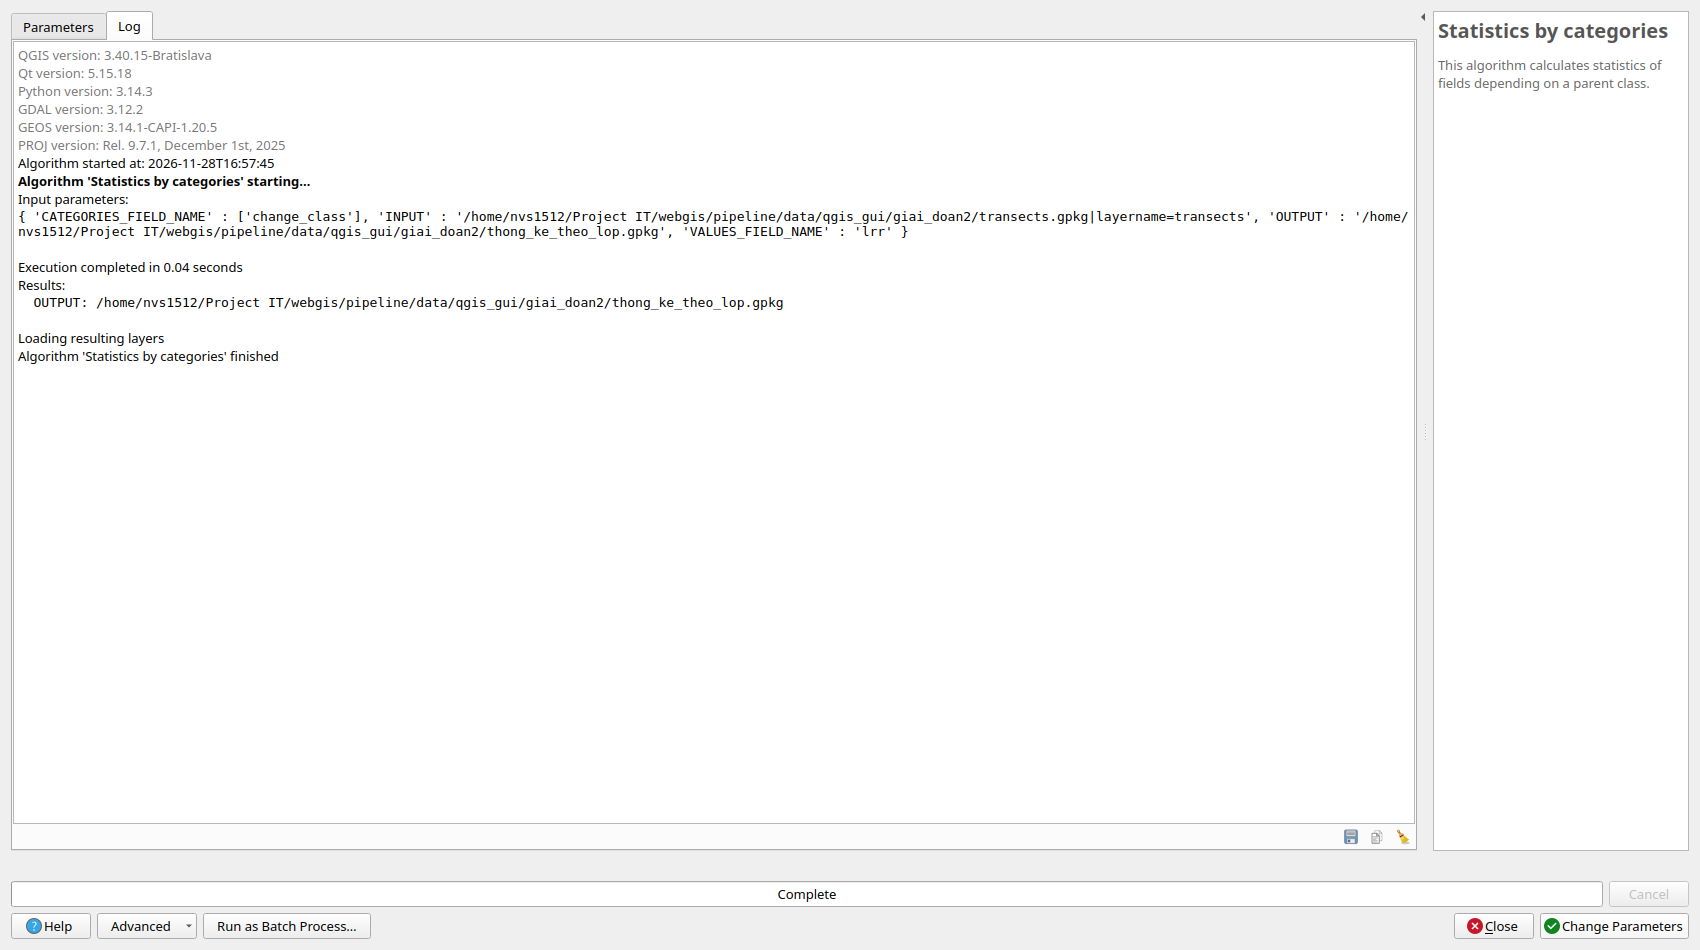 Parameters
Log
QGIS version: 3.40.15-Bratislava
Qt version: 5.15.18
Python version: 3.14.3
GDAL version: 3.12.2
GEOS version: 3.14.1-CAPI-1.20.5
PROJ version: Rel. 9.7.1, December 1st, 2025
Algorithm started at: 2026-11-28T16:57:45
Algorithm 'Statistics by categories' starting…
Input parameters:
{ 'CATEGORIES_FIELD_NAME' : ['change_class'], 'INPUT' : '/home/nvs1512/Project IT/webgis/pipeline/data/qgis_gui/giai_doan2/transects.gpkg|layername=transects', 'OUTPUT' : '/home/
nvs1512/Project IT/webgis/pipeline/data/qgis_gui/giai_doan2/thong_ke_theo_lop.gpkg', 'VALUES_FIELD_NAME' : 'lrr' }
Execution completed in 0.04 seconds
Results:
OUTPUT: /home/nvs1512/Project IT/webgis/pipeline/data/qgis_gui/giai_doan2/thong_ke_theo_lop.gpkg
Loading resulting layers
Algorithm 'Statistics by categories' finished
Statistics by categories
This algorithm calculates statistics of
fields depending on a parent class.
Complete
Cancel
Help
Advanced
Run as Batch Process…
Close
Change Parameters